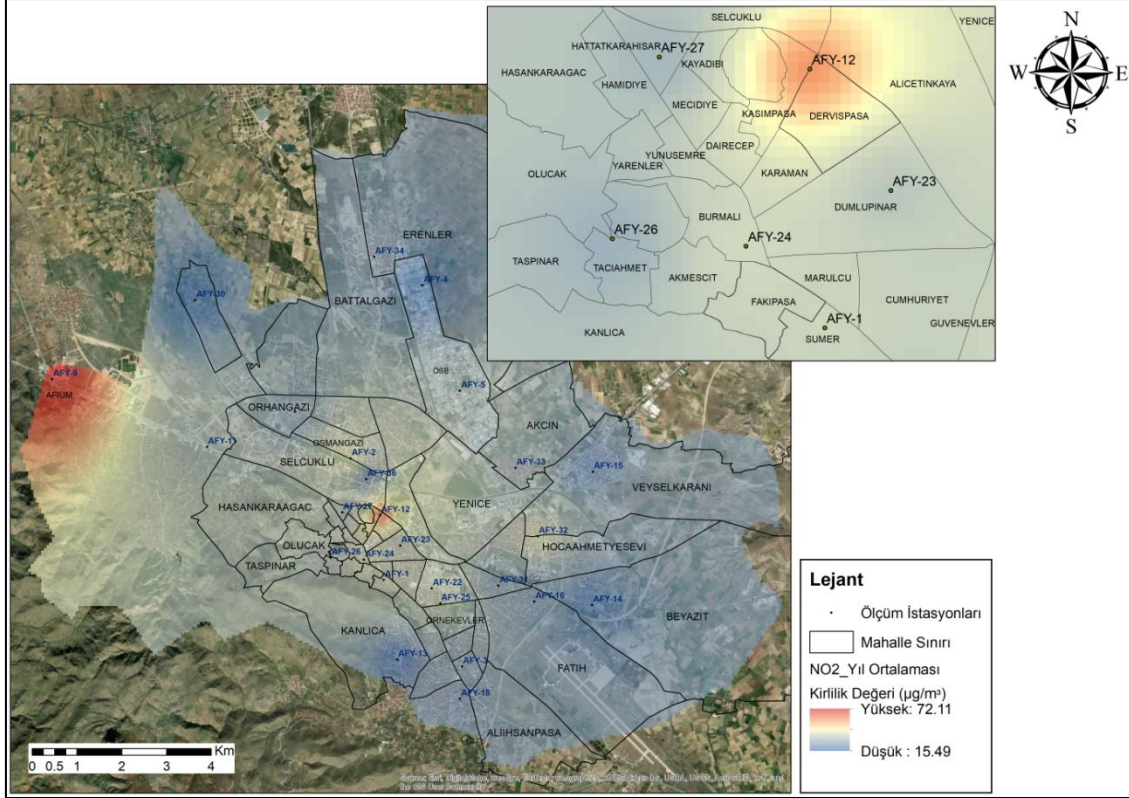 SELCUKLU
YENICE
HATTATKARAHISAR
AFY-27
AFY-12
HASANKARAAGAC
KAYADIBI
HAMIDIYE
ALICETINKAYA
MECIDIYE
KASIMPASA
DERVISPASA
DAIRECEP
YUNUSEMRE
YARENLER
OLUCAK
KARAMAN
AFY-23
DUMLUPINAR
BURMALI
AFY-26
AFY-24
TASPINAR
TACIAHMET
AKMESCIT
MARULCU
FAKIPASA
CUMHURIYET
AFY-1
GUVENEVLER
SUMER
KANLICA
N
W
E
S
ERENLER
AFY-34
AFY-4
AFY-30
BATTALGAZI
AFY-9
AFIUM
OSB
AFY-5
ORHANGAZI
AKCIN
OSMANGAZI
AFY-2
SELCUKLU
AFY-33
AFY-15
VEYSELKARANI
HASANKARAAGAC
AFY-27
AFY-12
YENICE
AFY-32
HOCAAHMETYESEVI
OLUCAK
AFY-26
AFY-24
AFY-23
TASPINAR
AFY-1
AFY-22
AFY-25
AFY-16
AFY-14
BEYAZIT
ORNEKEVLER
KANLICA
AFY-13
AFY-3
FATIH
AFY-18
ALIIHSANPASA
Km
0 0.5 1 2 3 4
Lejant
Ölçüm İstasyonları
Mahalle Sınırı
NO2_Yıl Ortalaması
Kirlilik Değeri (µg/m³)
Yüksek: 72.11
Düşük : 15.49